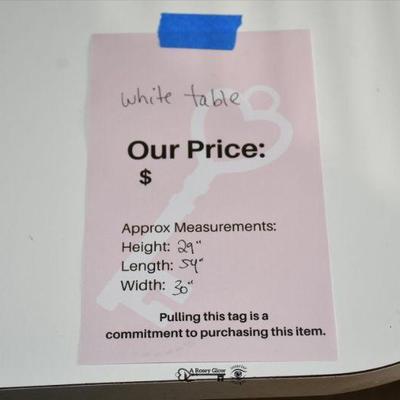 white table
Our Price:
$
Approx Measurements:
Height: 29"
Length: 54"
Width: 30"
Pulling this tag is a
commitment to purchasing this item.
A Rosey Glow